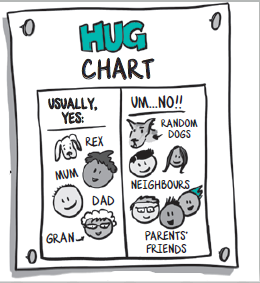 HUG
CHART
USUALLY,
YES:
REX
MUM
DAD
GRAN
UM...NO!!
RANDOM
DOGS
NEIGHBOURS
PARENTS'
FRIENDS